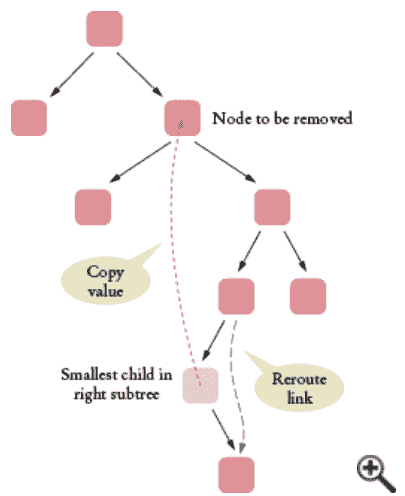 Node to be removed
Copy
value
Smallest child in
right subtree
Reroute
link